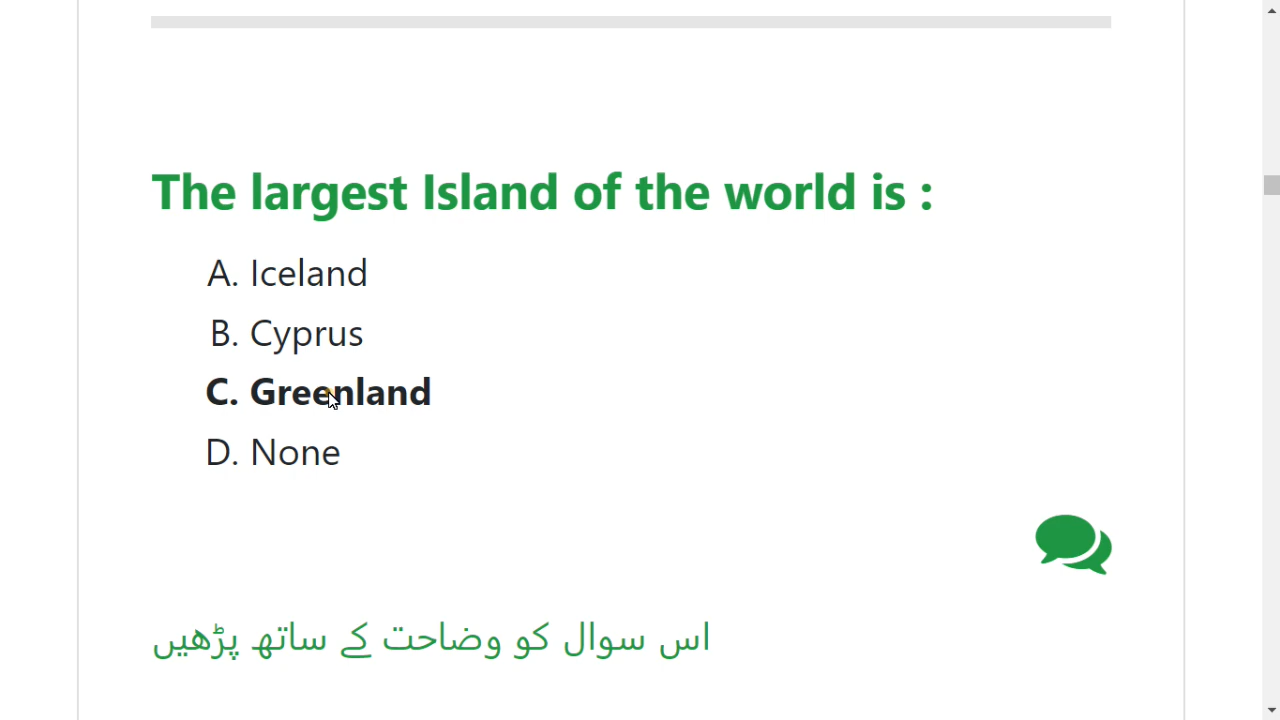 The largest Island of the world is :
A. Iceland
B. Cyprus
C. Greenland
D. None
اس سوال کو وضاحت کے ساتھ پڑھیں